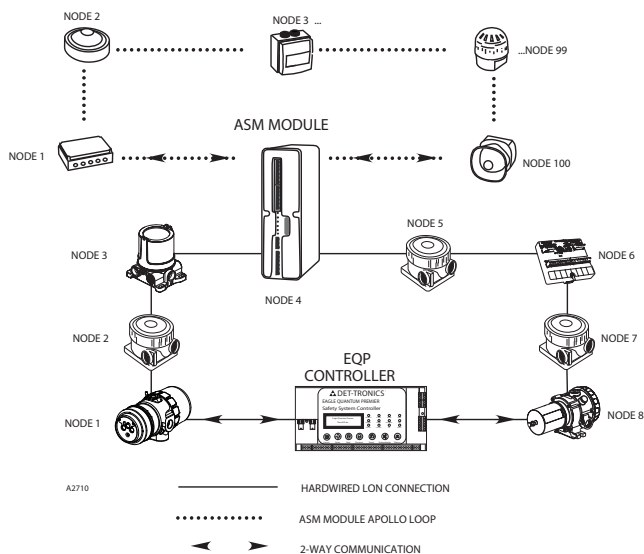 NODE 2
NODE 3 ...
...NODE 99
ASM MODULE
NODE 1
NODE 100
NODE 5
NODE 3
NODE 6
NODE 4
NODE 2
NODE 7
EQP
CONTROLLER
DET-TRONICS
EAGLE QUANTUM PREMIER
Safety System Controller
NODE 1
NODE 8
A2710
HARDWIRED LON CONNECTION
ASM MODULE APOLLO LOOP
2-WAY COMMUNICATION